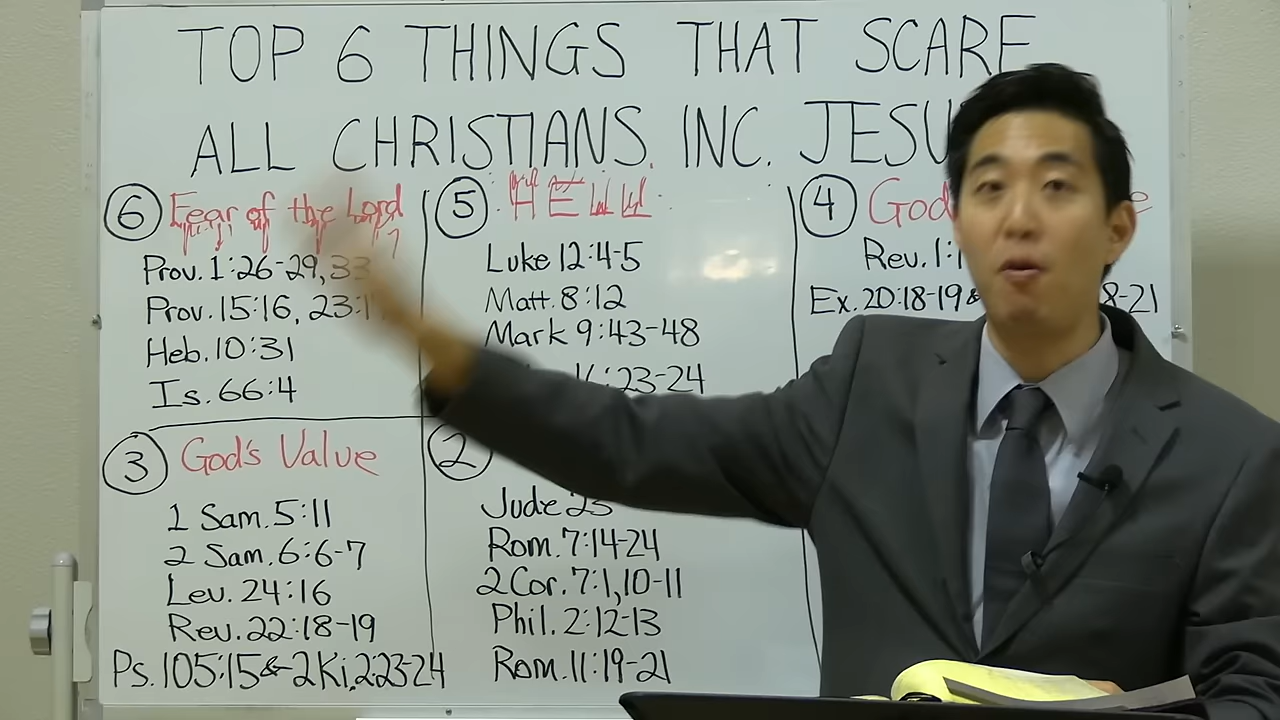 TOP 6 THINGS THAT SCARE
ALL CHRISTIANS. INC. JESU
6 Fear of the Lord
Prov. 1:26-29, 33
Prov. 15:16, 23:1
Heb. 10:31
Is. 66:4
5 HELL
Luke 12:4-5
Matt. 8:12
Mark 9:43-48
:23-24
4 God
Rev. 1:1
Ex. 20:18-19& 8-21
3 God's Value
1 Sam. 5:11
2 Sam. 6:6-7
Lev. 24:16
Rev. 22:18-19
Ps. 105:15&-2Ki.2:23-24
2
Jude 23
Rom. 7:14-24
2 Cor. 7:1,10-11
Phil. 2:12-13
Rom. 11:19-21